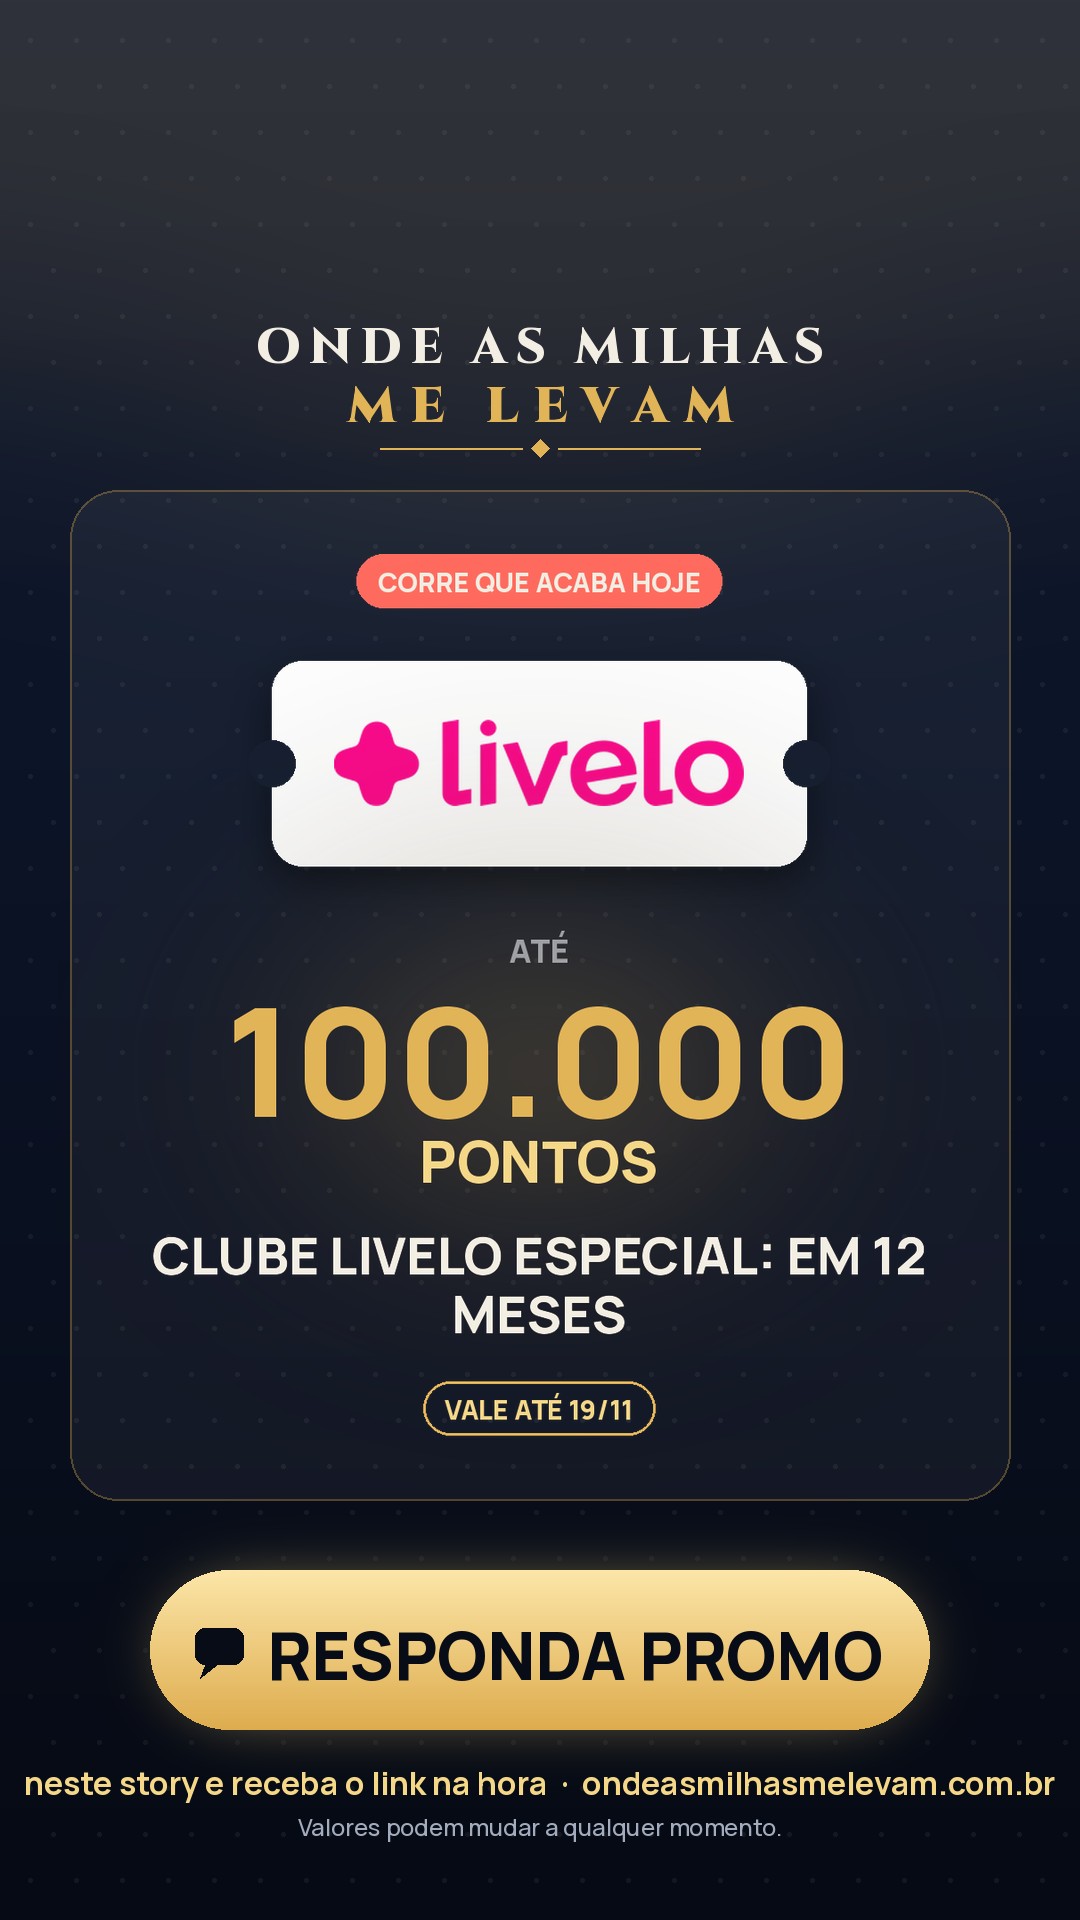 ONDE AS MILHAS
ME LEVAM
CORRE QUE ACABA HOJE
livelo
ATÉ
100.000
PONTOS
CLUBE LIVELO ESPECIAL: EM 12
MESES
VALE ATÉ 19/11
RESPONDA PROMO
neste story e receba o link na hora · ondeasmilhasmelevam.com.br
Valores podem mudar a qualquer momento.